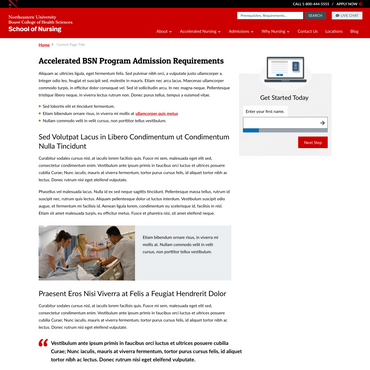 CALL 1-800-444-5555 / APPLY NOW
Northeastern University
Bouvé College of Health Sciences
School of Nursing
Prerequisites, Requirements...
SEARCH
LIVE CHAT
About
Accelerated Nursing
Admissions
Why Nursing
Contact Us
Locations
Blog
Home
Current Page Title
Accelerated BSN Program Admission Requirements
Aliquam ac ultrices ligula, eget fermentum felis. Sed pulvinar nibh orci, a vulputate justo ullamcorper a.
Integer odio leo, feugiat et suscipit sed, molestie in mauris. Etiam nec arcu lacus. Maecenas ullamcorper
commodo turpis, in efficitur dolor consequat vel. Sed id sollicitudin arcu. In nec magna neque. Pellentesque
tristique libero neque, in viverra lectus rutrum non. Donec purus tellus, tempus a euismod vitae.
Sed lobortis elit et tincidunt fermentum.
Etiam bibendum ornare risus, in viverra mi mollis at ullamcorper quis metus
Nullam commodo velit in velit cursus, non porttitor tellus vestibulum.
Sed Volutpat Lacus in Libero Condimentum ut Condimentum
Nulla Tincidunt
Curabitur sodales cursus nisl, at iaculis lorem facilisis quis. Fusce mi sem, malesuada eget elit sed,
consectetur condimentum enim. Vestibulum ante ipsum primis in faucibus orci luctus et ultrices posuere
cubilia Curae; Nunc iaculis, mauris at viverra fermentum, tortor purus cursus felis, id aliquet nibh ac lectus.
Donec rutrum nisi eget eleifend vulputate.
Phasellus vel malesuada lacus. Nulla id ex sed neque sagittis tincidunt. Pellentesque massa tellus, rutrum id
suscipit nec, rutrum quis lectus. Aliquam pellentesque dolor ut luctus interdum. Vestibulum suscipit odio
augue, et fermentum mi facilisis id. Aenean ligula lorem, condimentum eu scelerisque id, facilisis in erat.
Etiam sit amet malesuada turpis, eu efficitur metus. Fusce et pharetra nisi, sit amet eleifend neque.
Etiam bibendum ornare risus, in viverra mi
mollis at. Nullam commodo velit in velit
cursus, non porttitor tellus vestibulum.
Praesent Eros Nisi Viverra at Felis a Feugiat Hendrerit Dolor
Curabitur sodales cursus nisl, at iaculis lorem facilisis quis. Fusce mi sem, malesuada eget elit sed,
consectetur condimentum enim. Vestibulum ante ipsum primis in faucibus orci luctus et ultrices posuere
cubilia Curae; Nunc iaculis, mauris at viverra fermentum, tortor purus cursus felis, id aliquet nibh ac
lectus. Donec rutrum nisi eget eleifend vulputate.
Vestibulum ante ipsum primis in faucibus orci luctus et ultrices posuere cubilia
Curae; Nunc iaculis, mauris at viverra fermentum, tortor purus cursus felis, id aliquet
nibh ac lectus. Donec rutrum nisi eget eleifend vulputate.
Get Started Today
Enter your first name.
Next Step